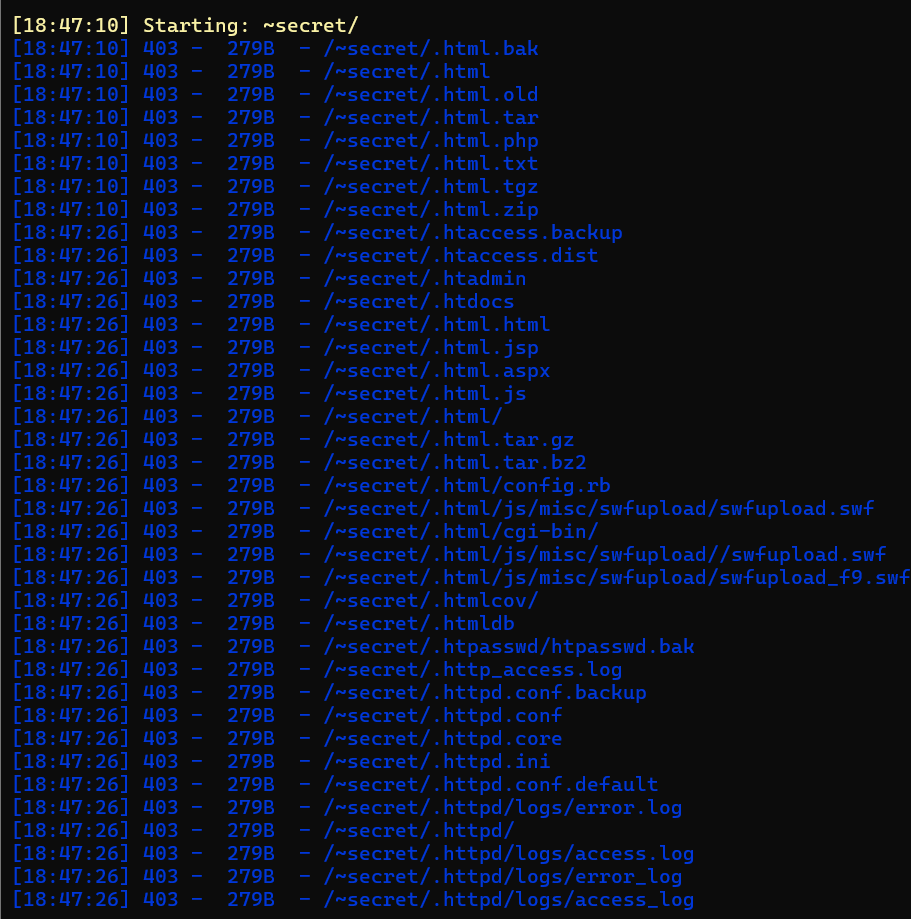 [18:47:10] Starting: ~secret/
[18:47:10] 403 -  279B  - /~secret/.html.bak
[18:47:10] 403 -  279B  - /~secret/.html
[18:47:10] 403 -  279B  - /~secret/.html.old
[18:47:10] 403 -  279B  - /~secret/.html.tar
[18:47:10] 403 -  279B  - /~secret/.html.php
[18:47:10] 403 -  279B  - /~secret/.html.txt
[18:47:10] 403 -  279B  - /~secret/.html.tgz
[18:47:10] 403 -  279B  - /~secret/.html.zip
[18:47:26] 403 -  279B  - /~secret/.htaccess.backup
[18:47:26] 403 -  279B  - /~secret/.htaccess.dist
[18:47:26] 403 -  279B  - /~secret/.htadmin
[18:47:26] 403 -  279B  - /~secret/.htdocs
[18:47:26] 403 -  279B  - /~secret/.html.html
[18:47:26] 403 -  279B  - /~secret/.html.jsp
[18:47:26] 403 -  279B  - /~secret/.html.aspx
[18:47:26] 403 -  279B  - /~secret/.html.js
[18:47:26] 403 -  279B  - /~secret/.html/
[18:47:26] 403 -  279B  - /~secret/.html.tar.gz
[18:47:26] 403 -  279B  - /~secret/.html.tar.bz2
[18:47:26] 403 -  279B  - /~secret/.html/config.rb
[18:47:26] 403 -  279B  - /~secret/.html/js/misc/swfupload/swfupload.swf
[18:47:26] 403 -  279B  - /~secret/.html/cgi-bin/
[18:47:26] 403 -  279B  - /~secret/.html/js/misc/swfupload//swfupload.swf
[18:47:26] 403 -  279B  - /~secret/.html/js/misc/swfupload/swfupload_f9.swf
[18:47:26] 403 -  279B  - /~secret/.htmlcov/
[18:47:26] 403 -  279B  - /~secret/.htmldb
[18:47:26] 403 -  279B  - /~secret/.htpasswd/htpasswd.bak
[18:47:26] 403 -  279B  - /~secret/.http_access.log
[18:47:26] 403 -  279B  - /~secret/.httpd.conf.backup
[18:47:26] 403 -  279B  - /~secret/.httpd.conf
[18:47:26] 403 -  279B  - /~secret/.httpd.core
[18:47:26] 403 -  279B  - /~secret/.httpd.ini
[18:47:26] 403 -  279B  - /~secret/.httpd.conf.default
[18:47:26] 403 -  279B  - /~secret/.httpd/logs/error.log
[18:47:26] 403 -  279B  - /~secret/.httpd/
[18:47:26] 403 -  279B  - /~secret/.httpd/logs/access.log
[18:47:26] 403 -  279B  - /~secret/.httpd/logs/error_log
[18:47:26] 403 -  279B  - /~secret/.httpd/logs/access_log